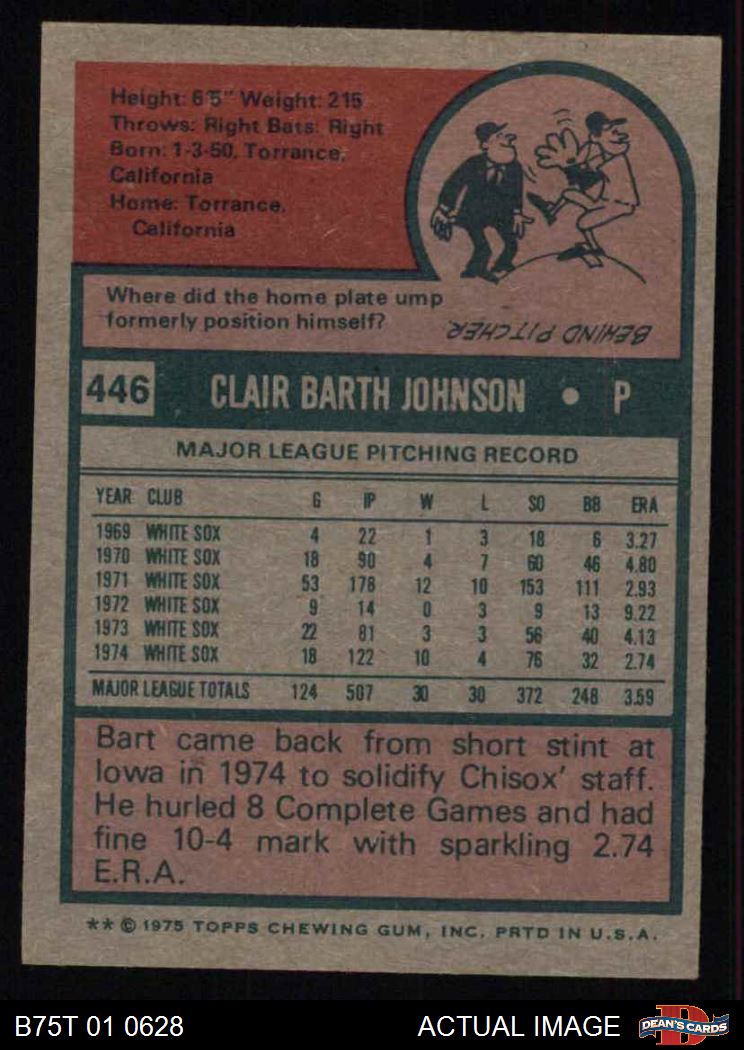 Height: 6'5" Weight: 215
Throws: Right Bats: Right
Born: 1-3-50, Torrance,
California
Home: Torrance,
California
Where did the home plate ump
formerly position himself?
BEHIND PITCHER.
446 CLAIR BARTH JOHNSON • P
MAJOR LEAGUE PITCHING RECORD
YEAR CLUB G IP W L SO BB ERA
1969 WHITE SOX 4 22 1 3 18 6 3.27
1970 WHITE SOX 18 90 4 7 60 46 4.80
1971 WHITE SOX 53 178 12 10 153 111 2.93
1972 WHITE SOX 9 14 0 3 9 13 9.22
1973 WHITE SOX 22 81 3 3 56 40 4.13
1974 WHITE SOX 18 122 10 4 76 32 2.74
MAJOR LEAGUE TOTALS 124 507 30 30 372 248 3.59
Bart came back from short stint at
Iowa in 1974 to solidify Chisox' staff.
He hurled 8 Complete Games and had
fine 10-4 mark with sparkling 2.74
E.R.A.
** © 1975 TOPPS CHEWING GUM, INC. PRTD IN U.S.A.
B75T 01 0628 ACTUAL IMAGE D DEAN'S CARDS